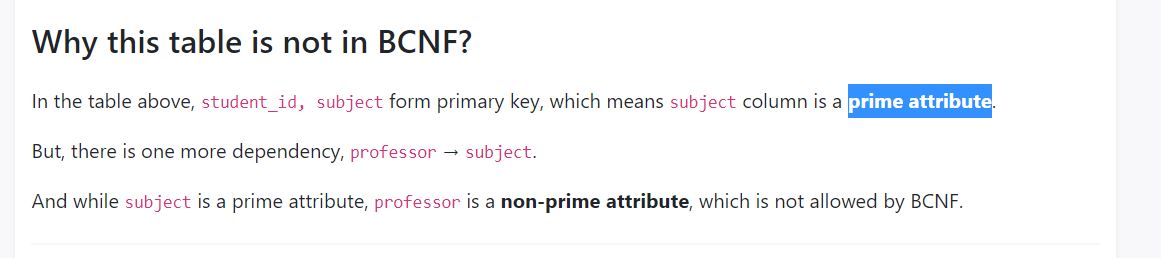 Why this table is not in BCNF?
In the table above, student_id, subject form primary key, which means subject column is a prime attribute.
But, there is one more dependency, professor → subject.
And while subject is a prime attribute, professor is a non-prime attribute, which is not allowed by BCNF.